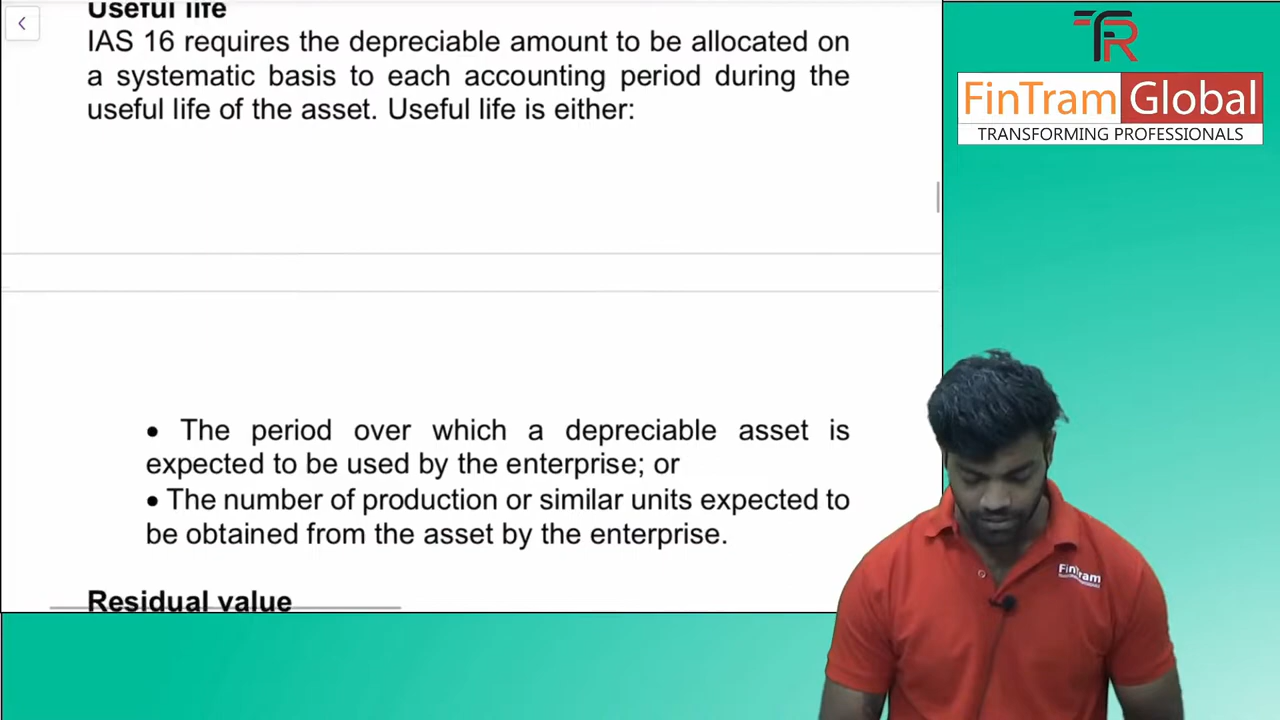 Useful life
IAS 16 requires the depreciable amount to be allocated on
a systematic basis to each accounting period during the
useful life of the asset. Useful life is either:
• The period over which a depreciable asset is
expected to be used by the enterprise; or
• The number of production or similar units expected to
be obtained from the asset by the enterprise.
Residual value
FR
FinTram Global
TRANSFORMING PROFESSIONALS
FinTram